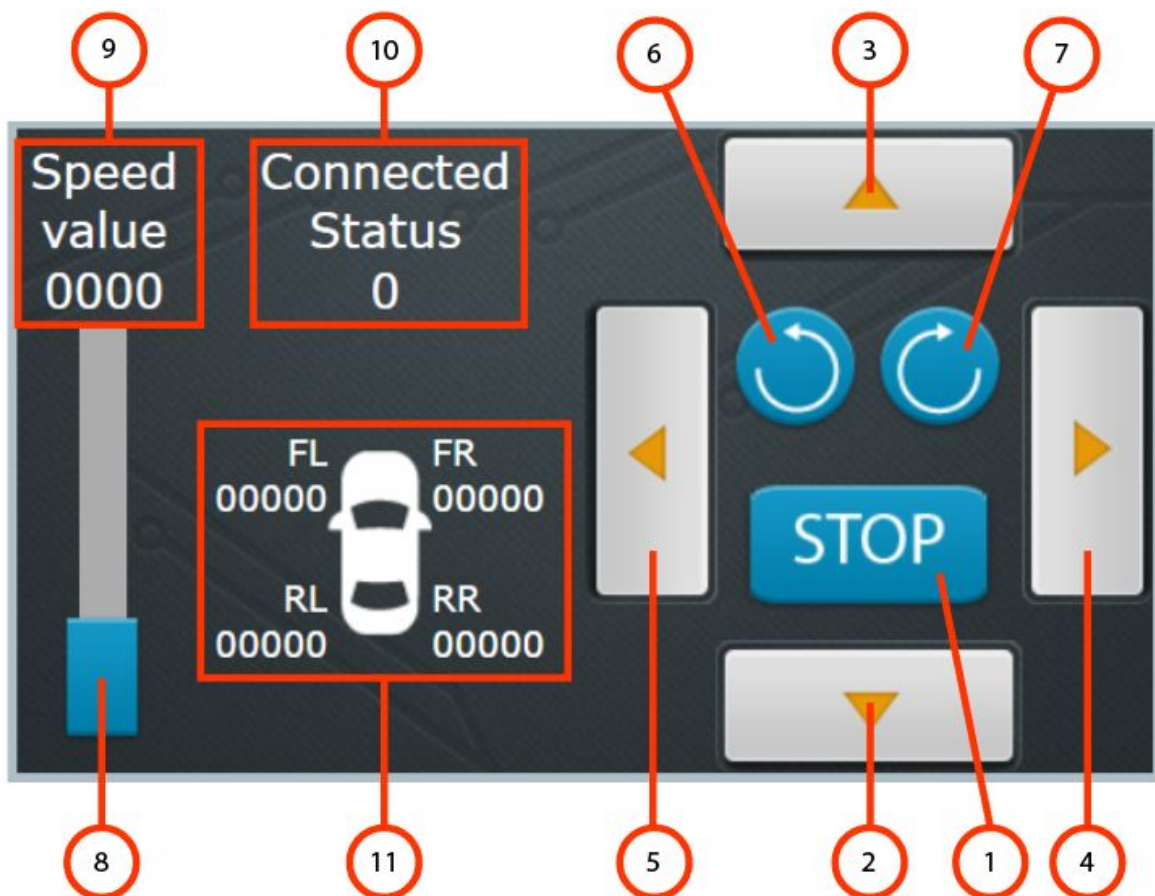 9
10
6
3
7
Speed
value
0000
Connected
Status
0
FL
00000
FR
00000
RL
00000
RR
00000
STOP
8
11
5
2
1
4